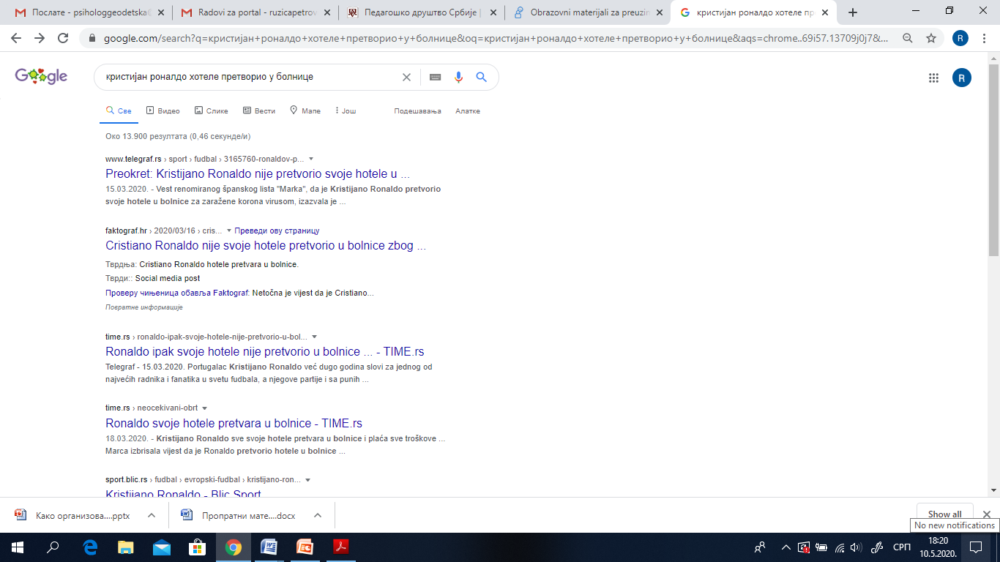 Послате - psihologgeodetska@
Radovi za portal - ruzicapetrov
Педагошко друштво Србије |
Obrazovni materijali za preuzin
кристијан роналдо хотеле пр
google.com/search?q=кристијан+роналдо+хотеле+претворио+у+болнице&oq=кристијан+роналдо+хотеле+претворио+у+болнице&aqs=chrome..69i57.13709j0j7&...
R
Google
кристијан роналдо хотеле претворио у болнице
R
Све
Видео
Слике
Вести
Мапе
Још
Подешавања
Алатке
Око 13.900 резултата (0,46 секунде/и)
www.telegraf.rs › sport › fudbal › 3165760-ronaldov-p...
Preokret: Kristijano Ronaldo nije pretvorio svoje hotele u ...
15.03.2020. - Vest renomiranog španskog lista "Marka", da je Kristijano Ronaldo pretvorio
svoje hotele u bolnice za zaražene korona virusom, izazvala je ...
faktograf.hr › 2020/03/16 › cris... Преведи ову страницу
Cristiano Ronaldo nije svoje hotele pretvorio u bolnice zbog ...
Тврдња: Cristiano Ronaldo hotele pretvara u bolnice.
Тврди:: Social media post
Проверу чињеница обавља Faktograf: Netočna je vijest da je Cristiano...
Повратне информације
time.rs › ronaldo-ipak-svoje-hotele-nije-pretvorio-u-bol...
Ronaldo ipak svoje hotele nije pretvorio u bolnice ... - TIME.rs
Telegraf - 15.03.2020. Portugalac Kristijano Ronaldo već dugo godina slovi za jednog od
najvećih radnika i fanatika u svetu fudbala, a njegove partije i sa punih ...
time.rs › neocekivani-obrt
Ronaldo svoje hotele pretvara u bolnice - TIME.rs
18.03.2020. - Kristijano Ronaldo sve svoje hotele pretvara u bolnice i plaća sve troškove ...
Marca izbrisala vijest da je Ronaldo pretvorio hotele u bolnice ...
sport.blic.rs › fudbal › evropski-fudbal › kristijano-ron...
Kristijano Ronaldo - Blic Sport
Како организова....pptx
Пропратни мате....docx
Show all
No new notifications
СРП
18:20
10.5.2020.